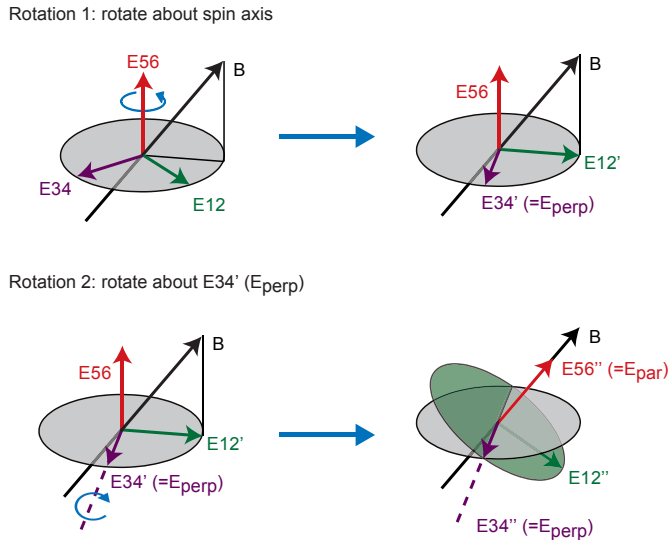 Rotation 1: rotate about spin axis
E56
B
E34
E12
E56
B
E12'
E34' (=Eperp)
Rotation 2: rotate about E34' (Eperp)
E56
B
E12'
E34' (=Eperp)
B
E56'' (=Epar)
E12''
E34'' (=Eperp)